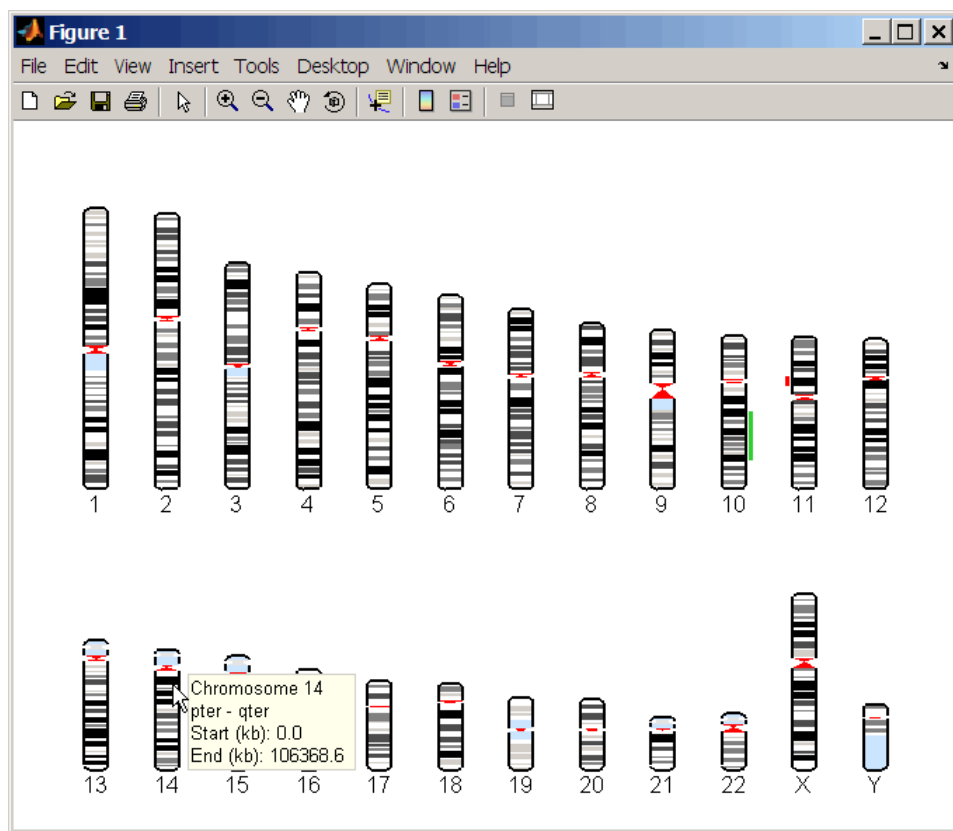 Figure 1
File Edit View Insert Tools Desktop Window Help
1 2 3 4 5 6 7 8 9 10 11 12
Chromosome 14
pter - qter
Start (kb): 0.0
End (kb): 106368.6
13 14 15 16 17 18 19 20 21 22 X Y